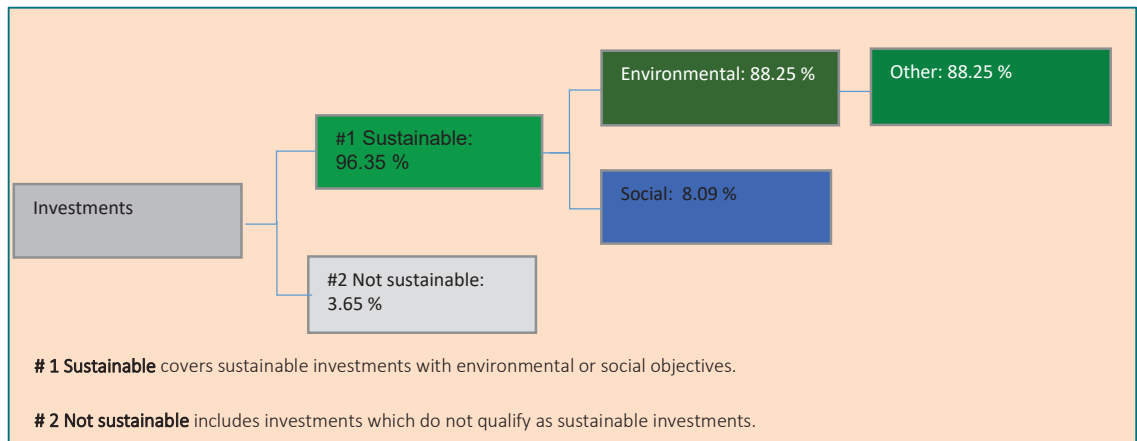 Environmental: 88.25 %
Other: 88.25 %
#1 Sustainable:
96.35 %
Investments
Social:  8.09 %
#2 Not sustainable:
3.65 %
# 1 Sustainable covers sustainable investments with environmental or social objectives.
# 2 Not sustainable includes investments which do not qualify as sustainable investments.